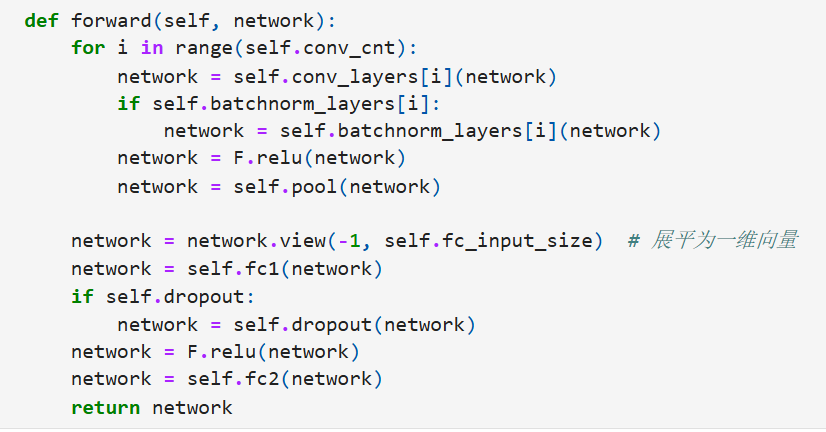 def forward(self, network):
    for i in range(self.conv_cnt):
        network = self.conv_layers[i](network)
        if self.batchnorm_layers[i]:
            network = self.batchnorm_layers[i](network)
        network = F.relu(network)
        network = self.pool(network)

    network = network.view(-1, self.fc_input_size)  # 展平为一维向量
    network = self.fc1(network)
    if self.dropout:
        network = self.dropout(network)
    network = F.relu(network)
    network = self.fc2(network)
    return network